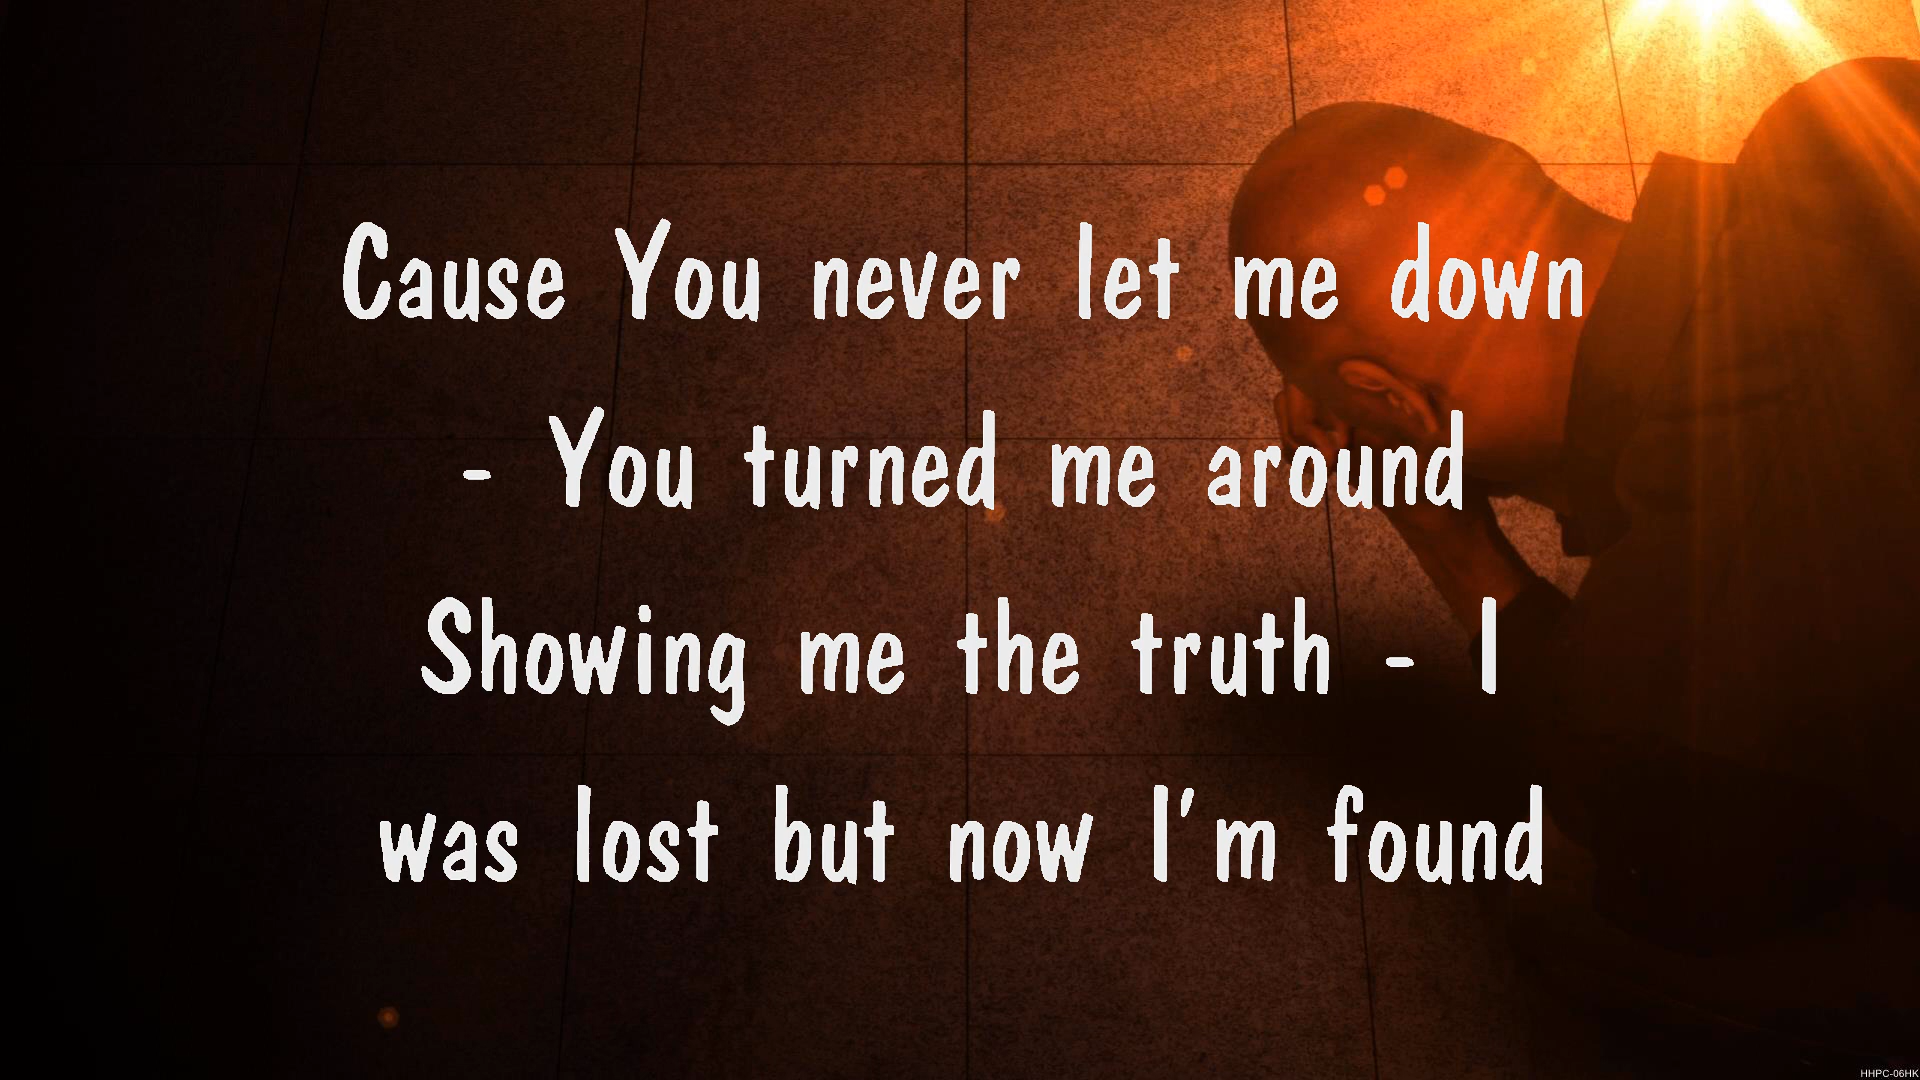 Cause You never let me down
- You turned me around
Showing me the truth - I
was lost but now I'm found
HHPC-06HK